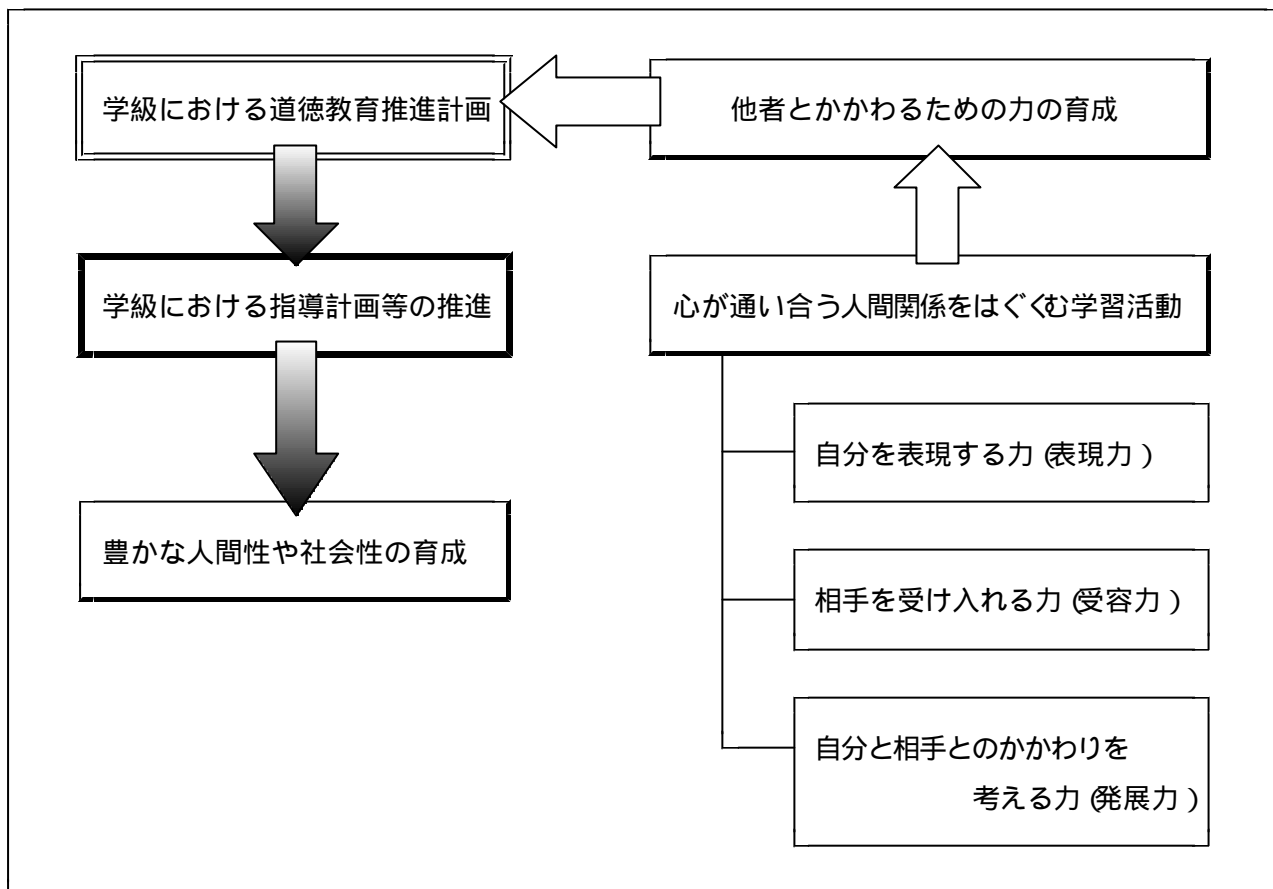 学級における道徳教育推進計画
他者とかかわるための力の育成
学級における指導計画等の推進
心が通い合う人間関係をはぐくむ学習活動
自分を表現する力(表現力)
豊かな人間性や社会性の育成
相手を受け入れる力(受容力)
自分と相手とのかかわりを
考える力(発展力)